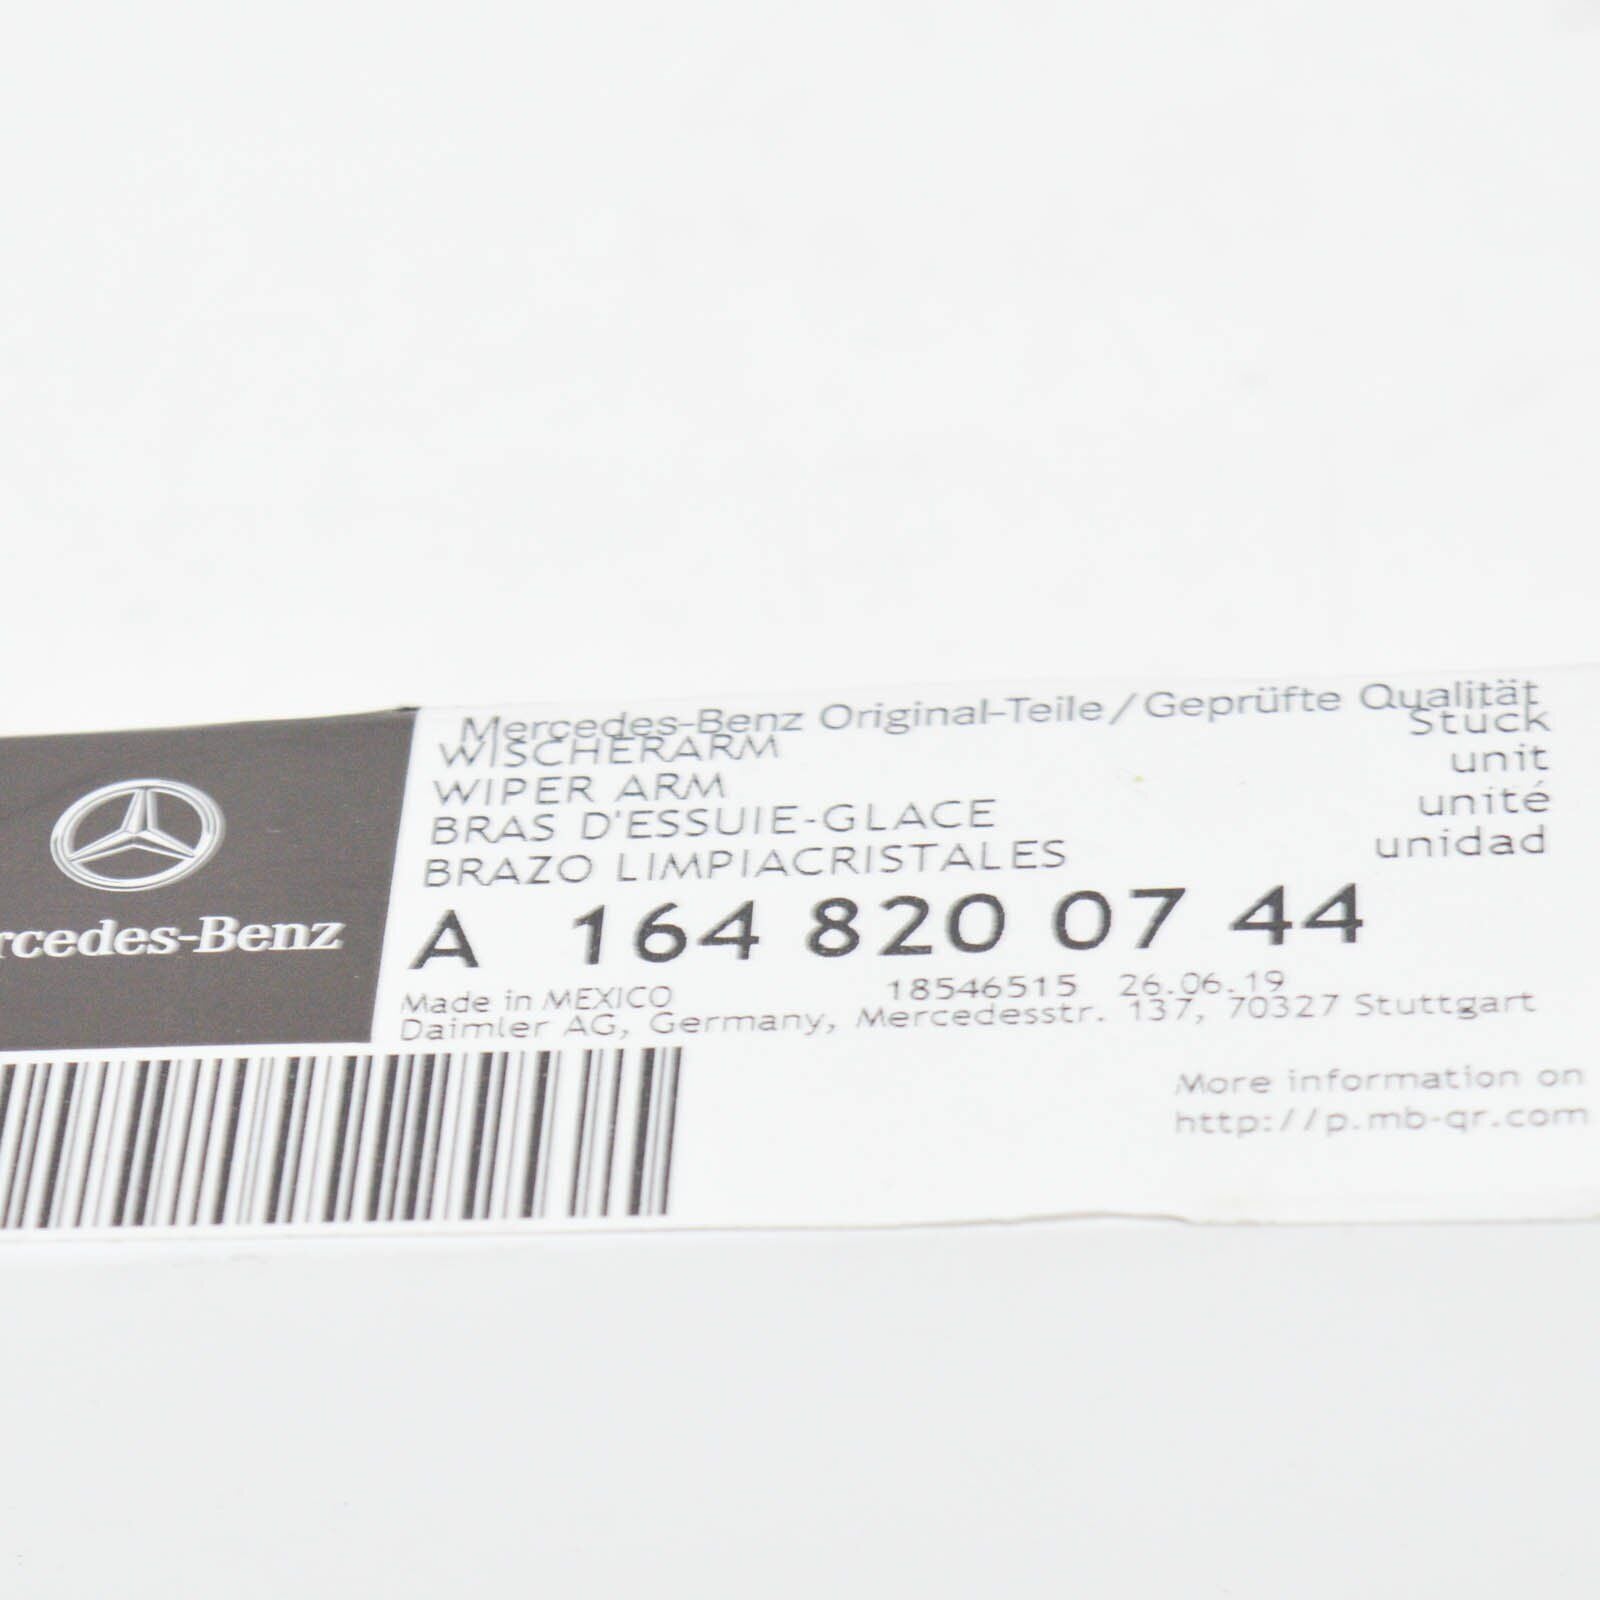 Mercedes-Benz Original-Teile/Geprüfte Qualität
WISCHERARM Stück
WIPER ARM unit
BRAS D'ESSUIE-GLACE unité
BRAZO LIMPIACRISTALES unidad
rcedes-Benz
A 164 820 07 44
Made in MEXICO 18546515 26.06.19
Daimler AG, Germany, Mercedesstr. 137, 70327 Stuttgart
More information on
http://p.mb-qr.com